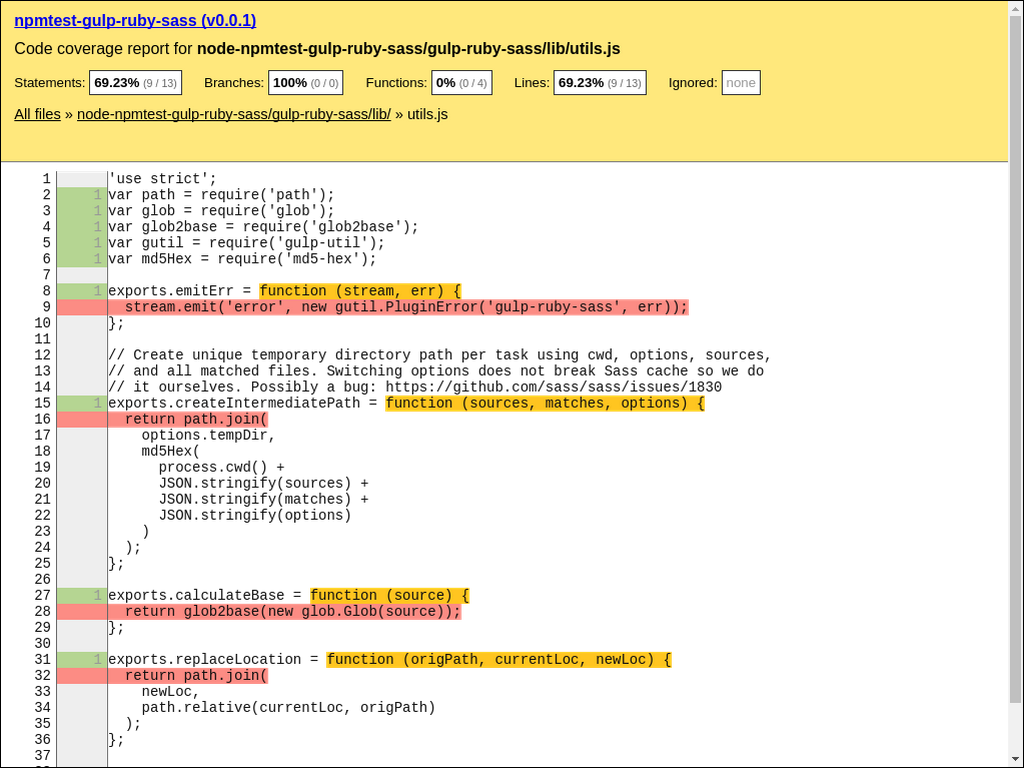 npmtest-gulp-ruby-sass (v0.0.1)
Code coverage report for node-npmtest-gulp-ruby-sass/gulp-ruby-sass/lib/utils.js
Statements: 69.23% (9 / 13) Branches: 100% (0 / 0) Functions: 0% (0 / 4) Lines: 69.23% (9 / 13) Ignored: none
All files » node-npmtest-gulp-ruby-sass/gulp-ruby-sass/lib/ » utils.js
1 'use strict';
2 1 var path = require('path');
3 1 var glob = require('glob');
4 1 var glob2base = require('glob2base');
5 1 var gutil = require('gulp-util');
6 1 var md5Hex = require('md5-hex');
7
8 1 exports.emitErr = function (stream, err) {
9   stream.emit('error', new gutil.PluginError('gulp-ruby-sass', err));
10 };
11
12 // Create unique temporary directory path per task using cwd, options, sources,
13 // and all matched files. Switching options does not break Sass cache so we do
14 // it ourselves. Possibly a bug: https://github.com/sass/sass/issues/1830
15 1 exports.createIntermediatePath = function (sources, matches, options) {
16   return path.join(
17     options.tempDir,
18     md5Hex(
19       process.cwd() +
20       JSON.stringify(sources) +
21       JSON.stringify(matches) +
22       JSON.stringify(options)
23     )
24   );
25 };
26
27 1 exports.calculateBase = function (source) {
28   return glob2base(new glob.Glob(source));
29 };
30
31 1 exports.replaceLocation = function (origPath, currentLoc, newLoc) {
32   return path.join(
33     newLoc,
34     path.relative(currentLoc, origPath)
35   );
36 };
37